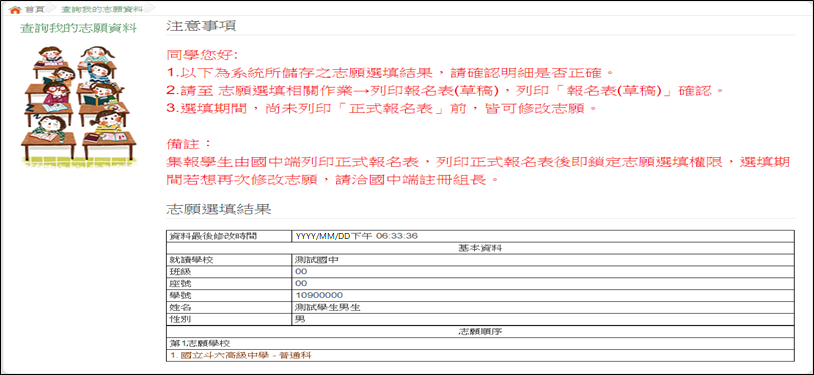 首頁 查詢我的志願資料
查詢我的志願資料
注意事項
同學您好:
1.以下為系統所儲存之志願選填結果，請確認明細是否正確。
2.請至 志願選填相關作業→列印報名表(草稿)，列印「報名表(草稿)」確認。
3.選填期間，尚未列印「正式報名表」前，皆可修改志願。
備註：
集報學生由國中端列印正式報名表，列印正式報名表後即鎖定志願選填權限，選填期
間若想再次修改志願，請洽國中端註冊組長。
志願選填結果
資料最後修改時間 YYYY/MM/DD下午 06:33:36
基本資料
就讀學校 測試國中
班級 00
座號 00
學號 10900000
姓名 測試學生男生
性別 男
志願順序
第1志願學校
1. 國立斗六高級中學 - 普通科